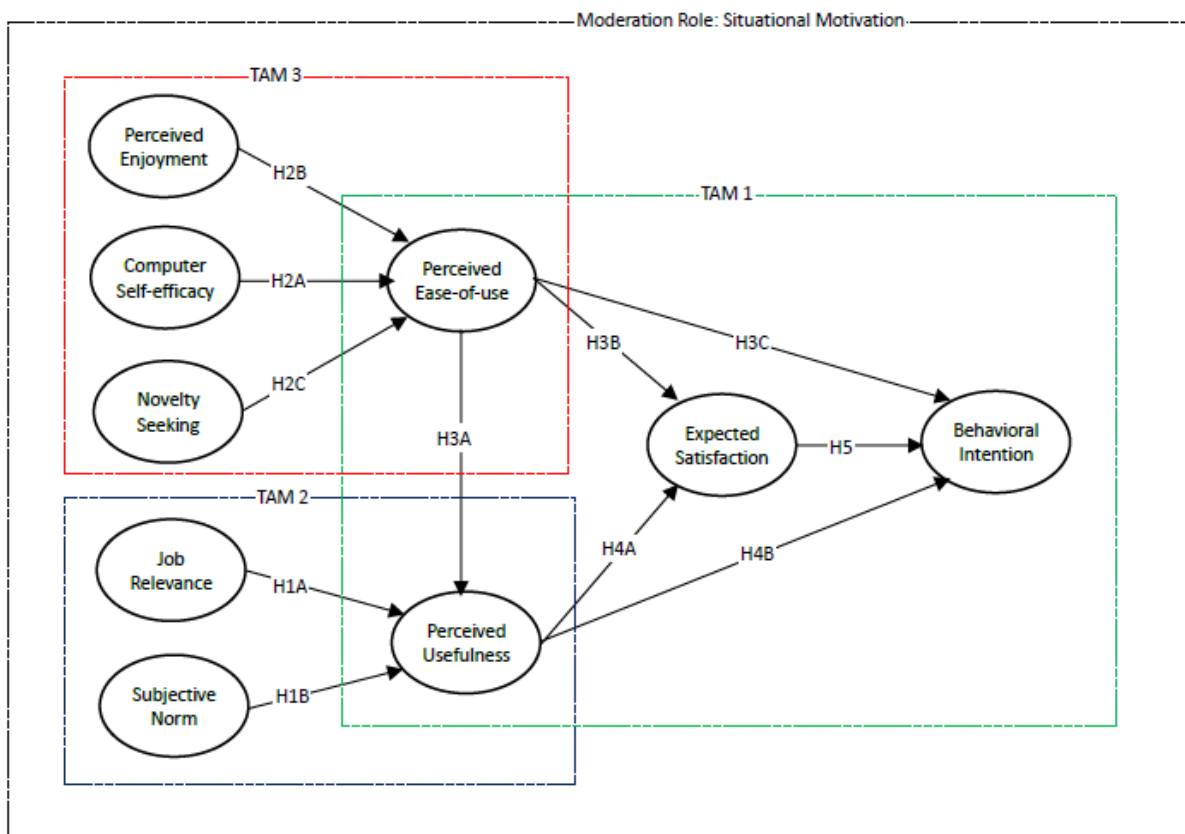 Moderation Role: Situational Motivation
TAM 3
Perceived
Enjoyment
H2B
TAM 1
Computer
Self-efficacy
H2A
Perceived
Ease-of-use
H3B
H3C
Novelty
Seeking
H2C
H3A
Expected
Satisfaction
H5
Behavioral
Intention
TAM 2
Job
Relevance
H1A
H4A
H4B
Perceived
Usefulness
Subjective
Norm
H1B